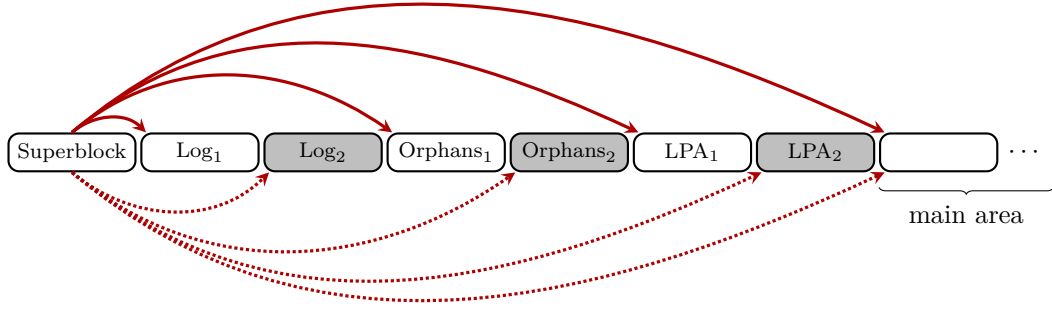 Superblock Log₁ Log₂ Orphans₁ Orphans₂ LPA₁ LPA₂ ···
main area